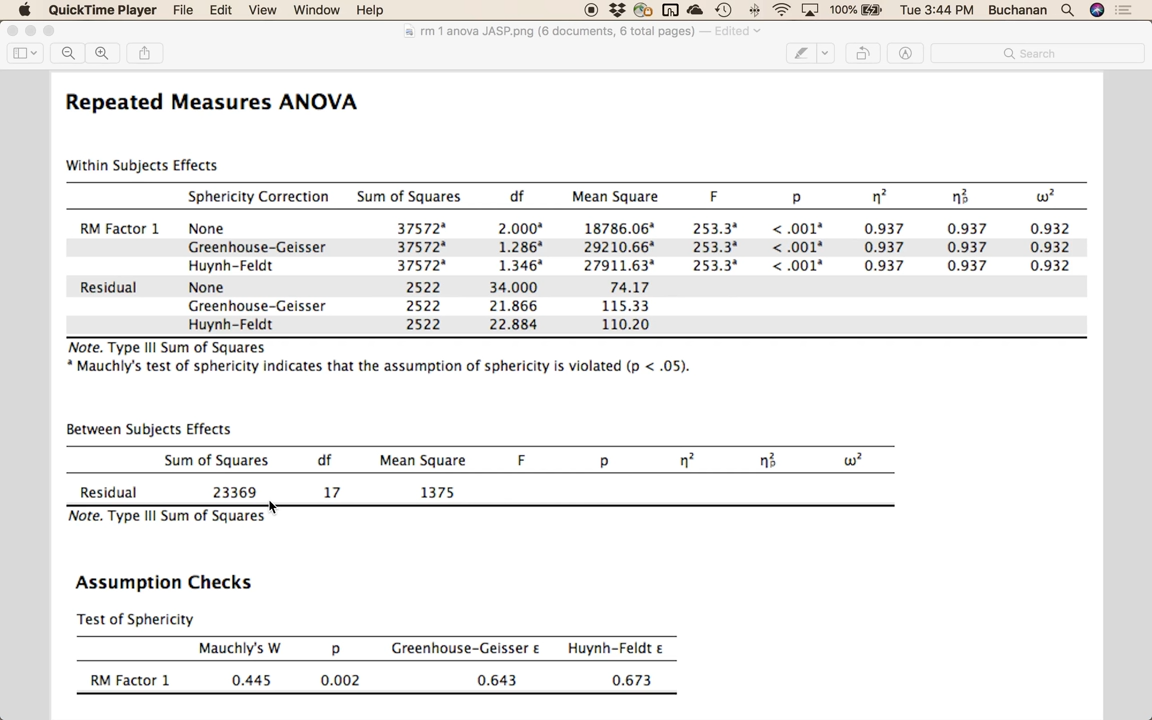 QuickTime Player File Edit View Window Help 100% Tue 3:44 PM Buchanan
rm 1 anova JASP.png (6 documents, 6 total pages) — Edited
Search
Repeated Measures ANOVA
Within Subjects Effects
Sphericity Correction Sum of Squares df Mean Square F p η² η²p ω²
RM Factor 1 None 37572ᵃ 2.000ᵃ 18786.06ᵃ 253.3ᵃ < .001ᵃ 0.937 0.937 0.932
Greenhouse-Geisser 37572ᵃ 1.286ᵃ 29210.66ᵃ 253.3ᵃ < .001ᵃ 0.937 0.937 0.932
Huynh-Feldt 37572ᵃ 1.346ᵃ 27911.63ᵃ 253.3ᵃ < .001ᵃ 0.937 0.937 0.932
Residual None 2522 34.000 74.17
Greenhouse-Geisser 2522 21.866 115.33
Huynh-Feldt 2522 22.884 110.20
Note. Type III Sum of Squares
ᵃ Mauchly's test of sphericity indicates that the assumption of sphericity is violated (p < .05).
Between Subjects Effects
Sum of Squares df Mean Square F p η² η²p ω²
Residual 23369 17 1375
Note. Type III Sum of Squares
Assumption Checks
Test of Sphericity
Mauchly's W p Greenhouse-Geisser ε Huynh-Feldt ε
RM Factor 1 0.445 0.002 0.643 0.673